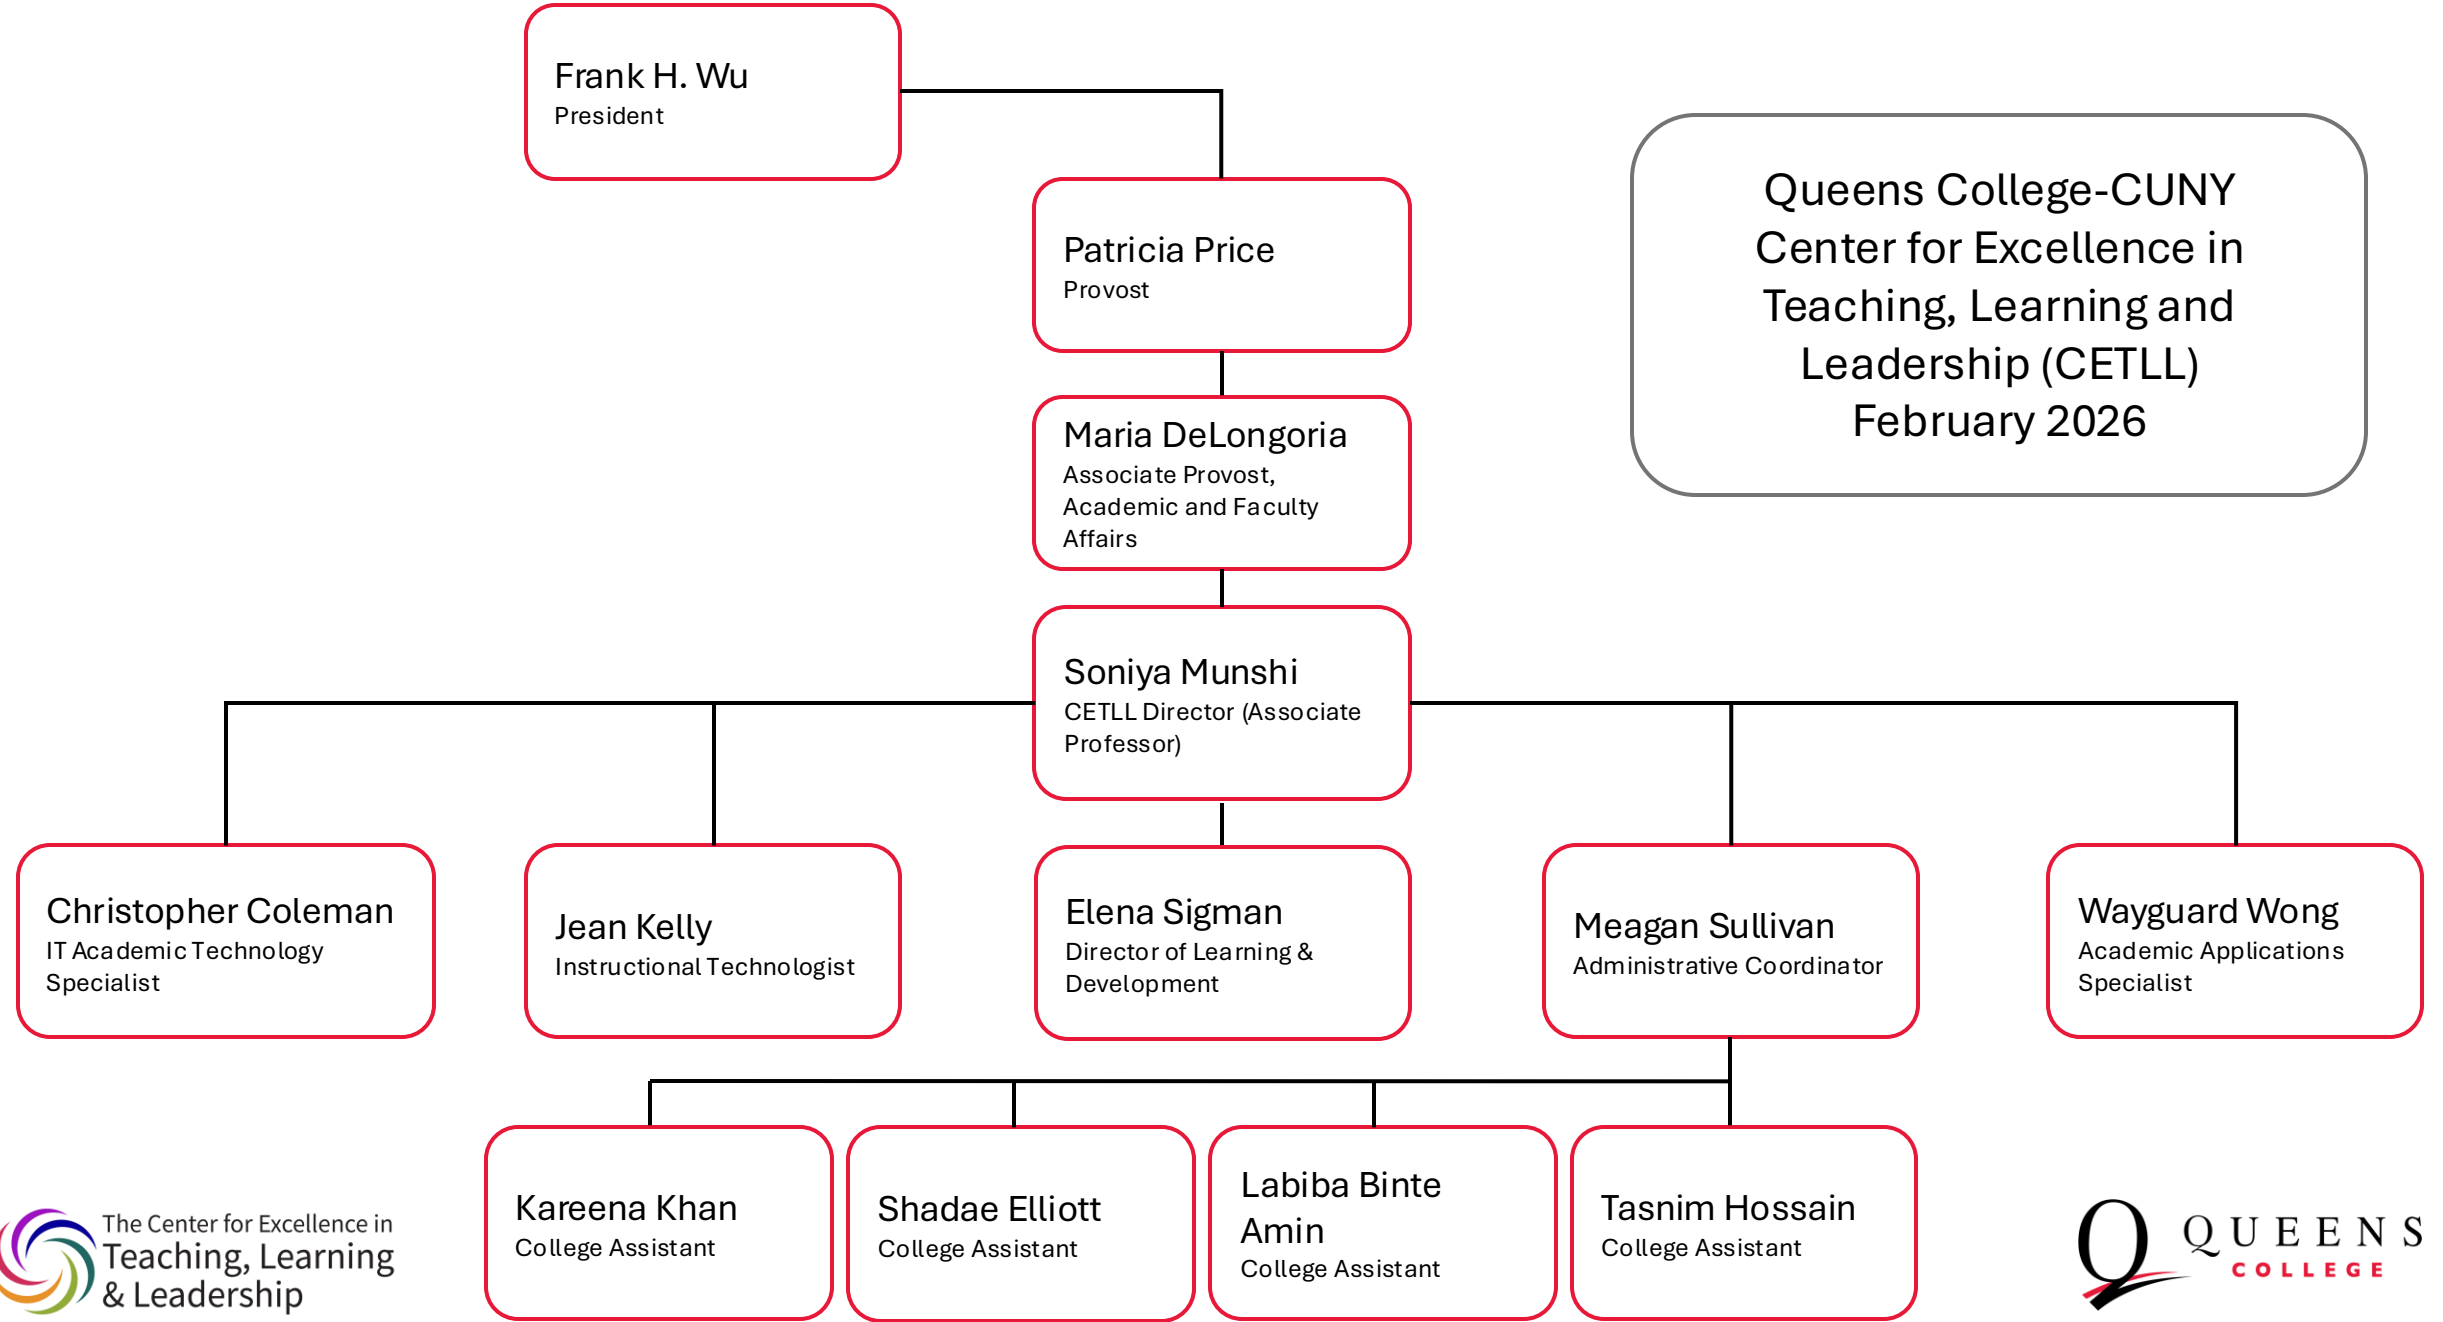 Frank H. Wu
President
Patricia Price
Provost
Queens College-CUNY
Center for Excellence in
Teaching, Learning and
Leadership (CETLL)
February 2026
Maria DeLongoria
Associate Provost,
Academic and Faculty
Affairs
Soniya Munshi
CETLL Director (Associate
Professor)
Christopher Coleman
IT Academic Technology
Specialist
Jean Kelly
Instructional Technologist
Elena Sigman
Director of Learning &
Development
Meagan Sullivan
Administrative Coordinator
Wayguard Wong
Academic Applications
Specialist
Kareena Khan
College Assistant
Shadae Elliott
College Assistant
Labiba Binte
Amin
College Assistant
Tasnim Hossain
College Assistant
The Center for Excellence in
Teaching, Learning
& Leadership
Q QUEENS
COLLEGE